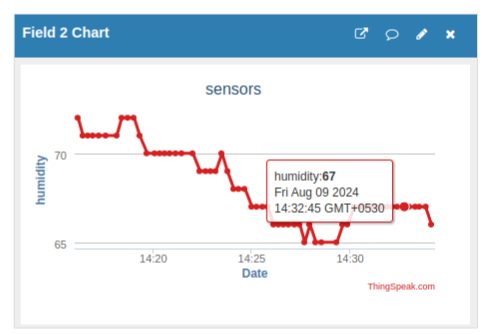 Field 2 Chart
sensors
humidity
70
65
humidity:67
Fri Aug 09 2024
14:32:45 GMT+0530
14:20
14:25
14:30
Date
ThingSpeak.com